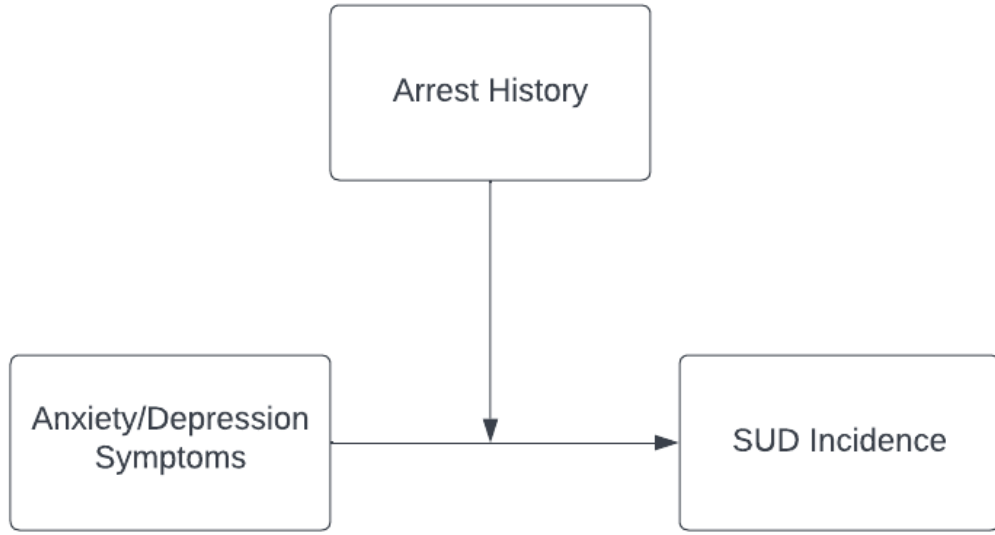 Arrest History
Anxiety/Depression
Symptoms
SUD Incidence